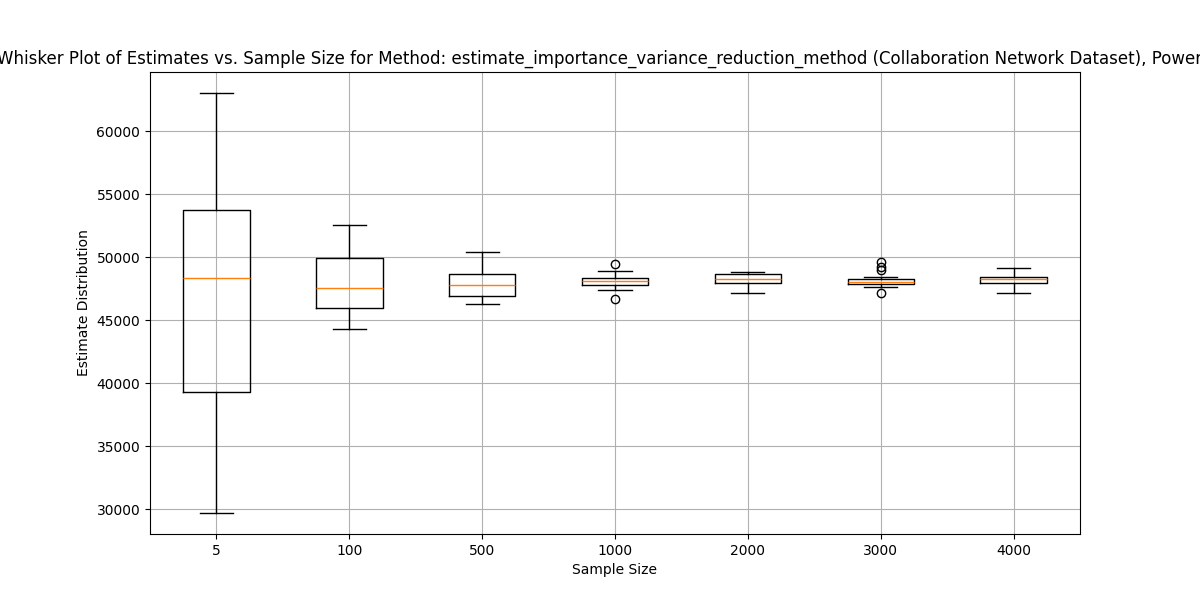 Whisker Plot of Estimates vs. Sample Size for Method: estimate_importance_variance_reduction_method (Collaboration Network Dataset), Power
60000
55000
50000
45000
40000
35000
30000
Estimate Distribution
5 100 500 1000 2000 3000 4000
Sample Size